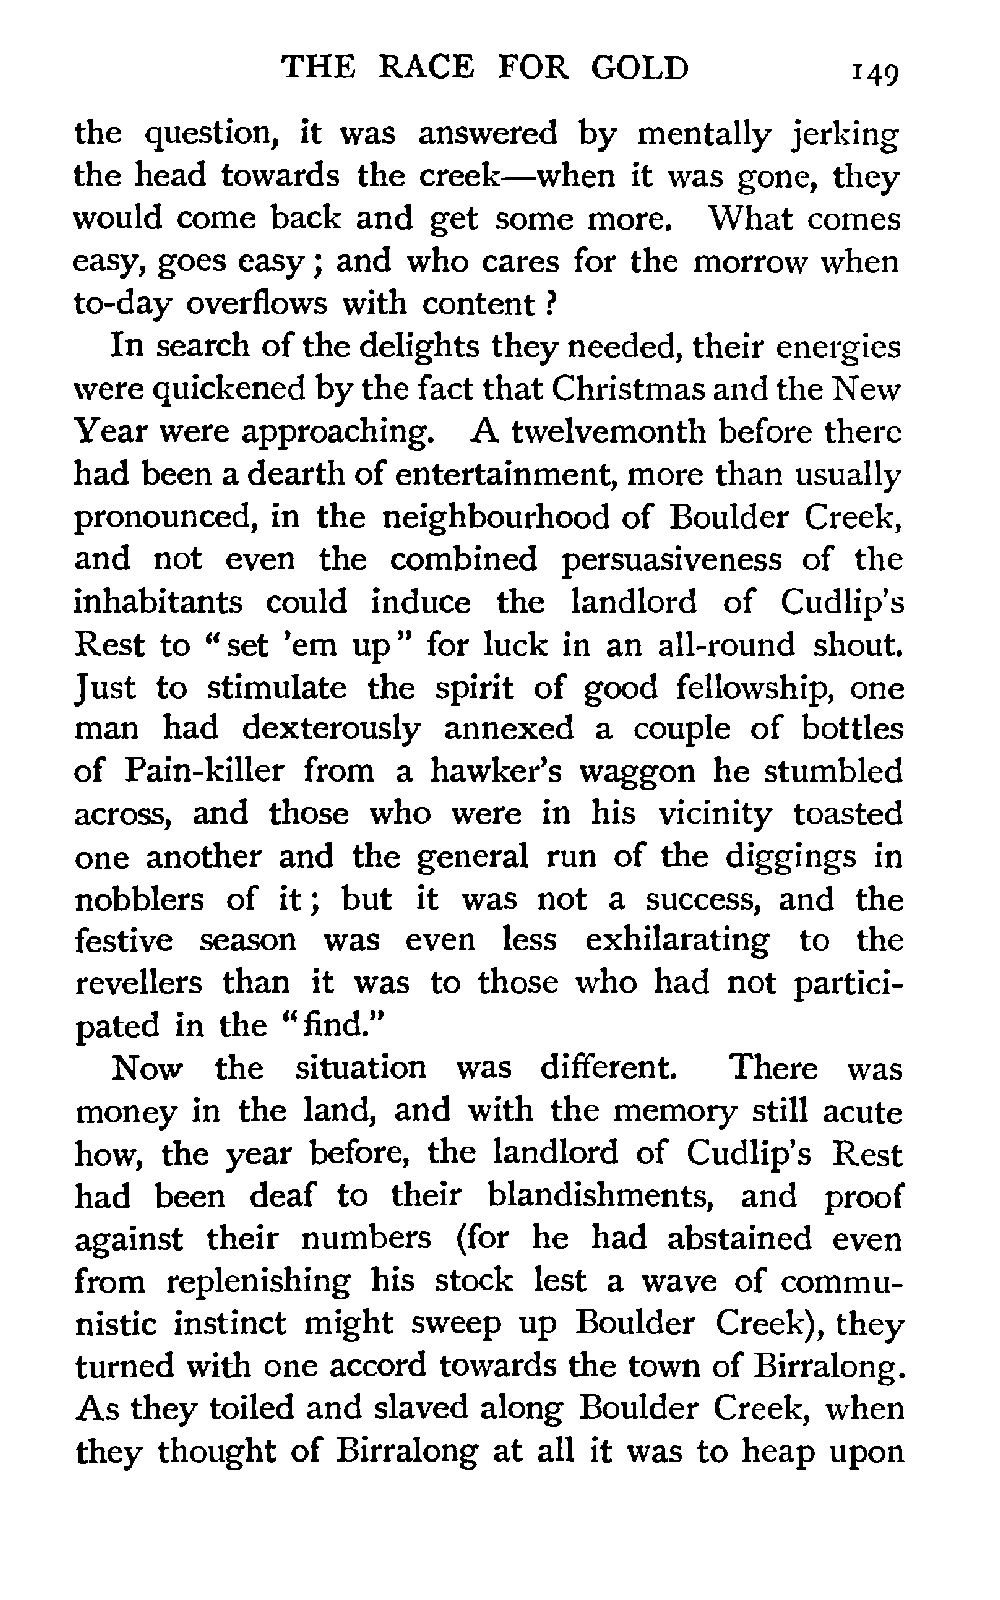 THE RACE FOR GOLD 149
the question, it was answered by mentally jerking
the head towards the creek—when it was gone, they
would come back and get some more. What comes
easy, goes easy ; and who cares for the morrow when
to-day overflows with content ?
In search of the delights they needed, their energies
were quickened by the fact that Christmas and the New
Year were approaching. A twelvemonth before there
had been a dearth of entertainment, more than usually
pronounced, in the neighbourhood of Boulder Creek,
and not even the combined persuasiveness of the
inhabitants could induce the landlord of Cudlip's
Rest to "set 'em up" for luck in an all-round shout.
Just to stimulate the spirit of good fellowship, one
man had dexterously annexed a couple of bottles
of Pain-killer from a hawker's waggon he stumbled
across, and those who were in his vicinity toasted
one another and the general run of the diggings in
nobblers of it ; but it was not a success, and the
festive season was even less exhilarating to the
revellers than it was to those who had not partici-
pated in the "find."
Now the situation was different. There was
money in the land, and with the memory still acute
how, the year before, the landlord of Cudlip's Rest
had been deaf to their blandishments, and proof
against their numbers (for he had abstained even
from replenishing his stock lest a wave of commu-
nistic instinct might sweep up Boulder Creek), they
turned with one accord towards the town of Birralong.
As they toiled and slaved along Boulder Creek, when
they thought of Birralong at all it was to heap upon